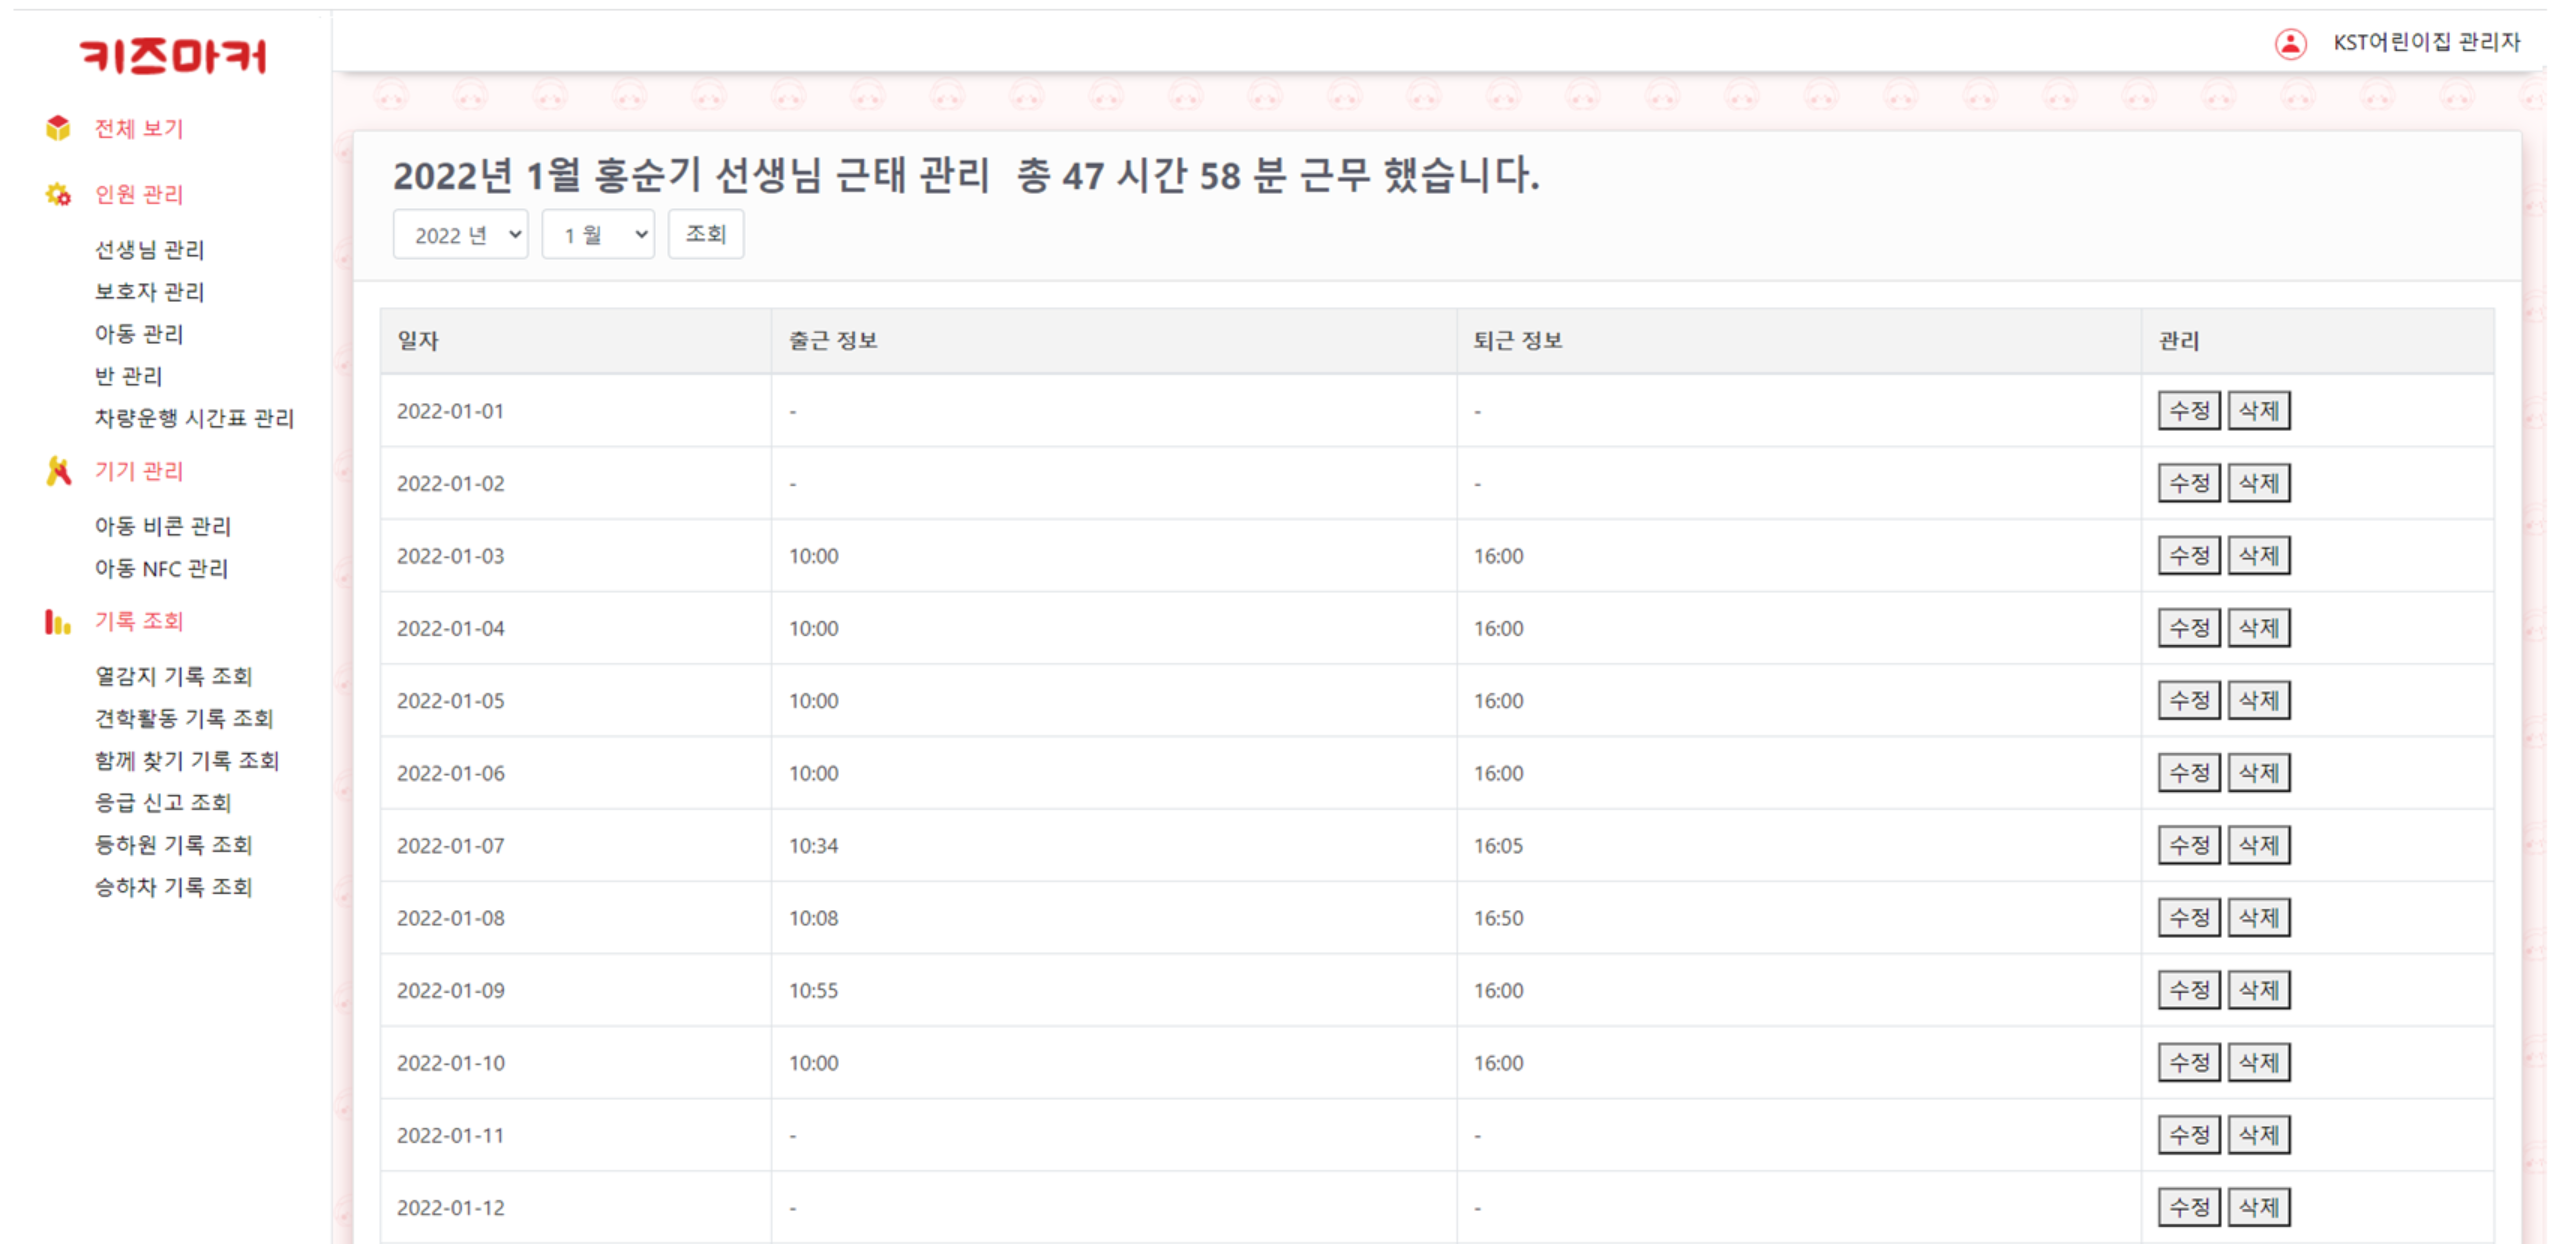 키즈마커
KST어린이집 관리자
전체 보기
인원 관리
선생님 관리
보호자 관리
아동 관리
반 관리
차량운행 시간표 관리
기기 관리
아동 비콘 관리
아동 NFC 관리
기록 조회
열감지 기록 조회
견학활동 기록 조회
함께 찾기 기록 조회
응급 신고 조회
등하원 기록 조회
승하차 기록 조회
2022년 1월 홍순기 선생님 근태 관리 총 47 시간 58 분 근무 했습니다.
2022 년 1 월 조회
일자 출근 정보 퇴근 정보 관리
2022-01-01 - - 수정 삭제
2022-01-02 - - 수정 삭제
2022-01-03 10:00 16:00 수정 삭제
2022-01-04 10:00 16:00 수정 삭제
2022-01-05 10:00 16:00 수정 삭제
2022-01-06 10:00 16:00 수정 삭제
2022-01-07 10:34 16:05 수정 삭제
2022-01-08 10:08 16:50 수정 삭제
2022-01-09 10:55 16:00 수정 삭제
2022-01-10 10:00 16:00 수정 삭제
2022-01-11 - - 수정 삭제
2022-01-12 - - 수정 삭제